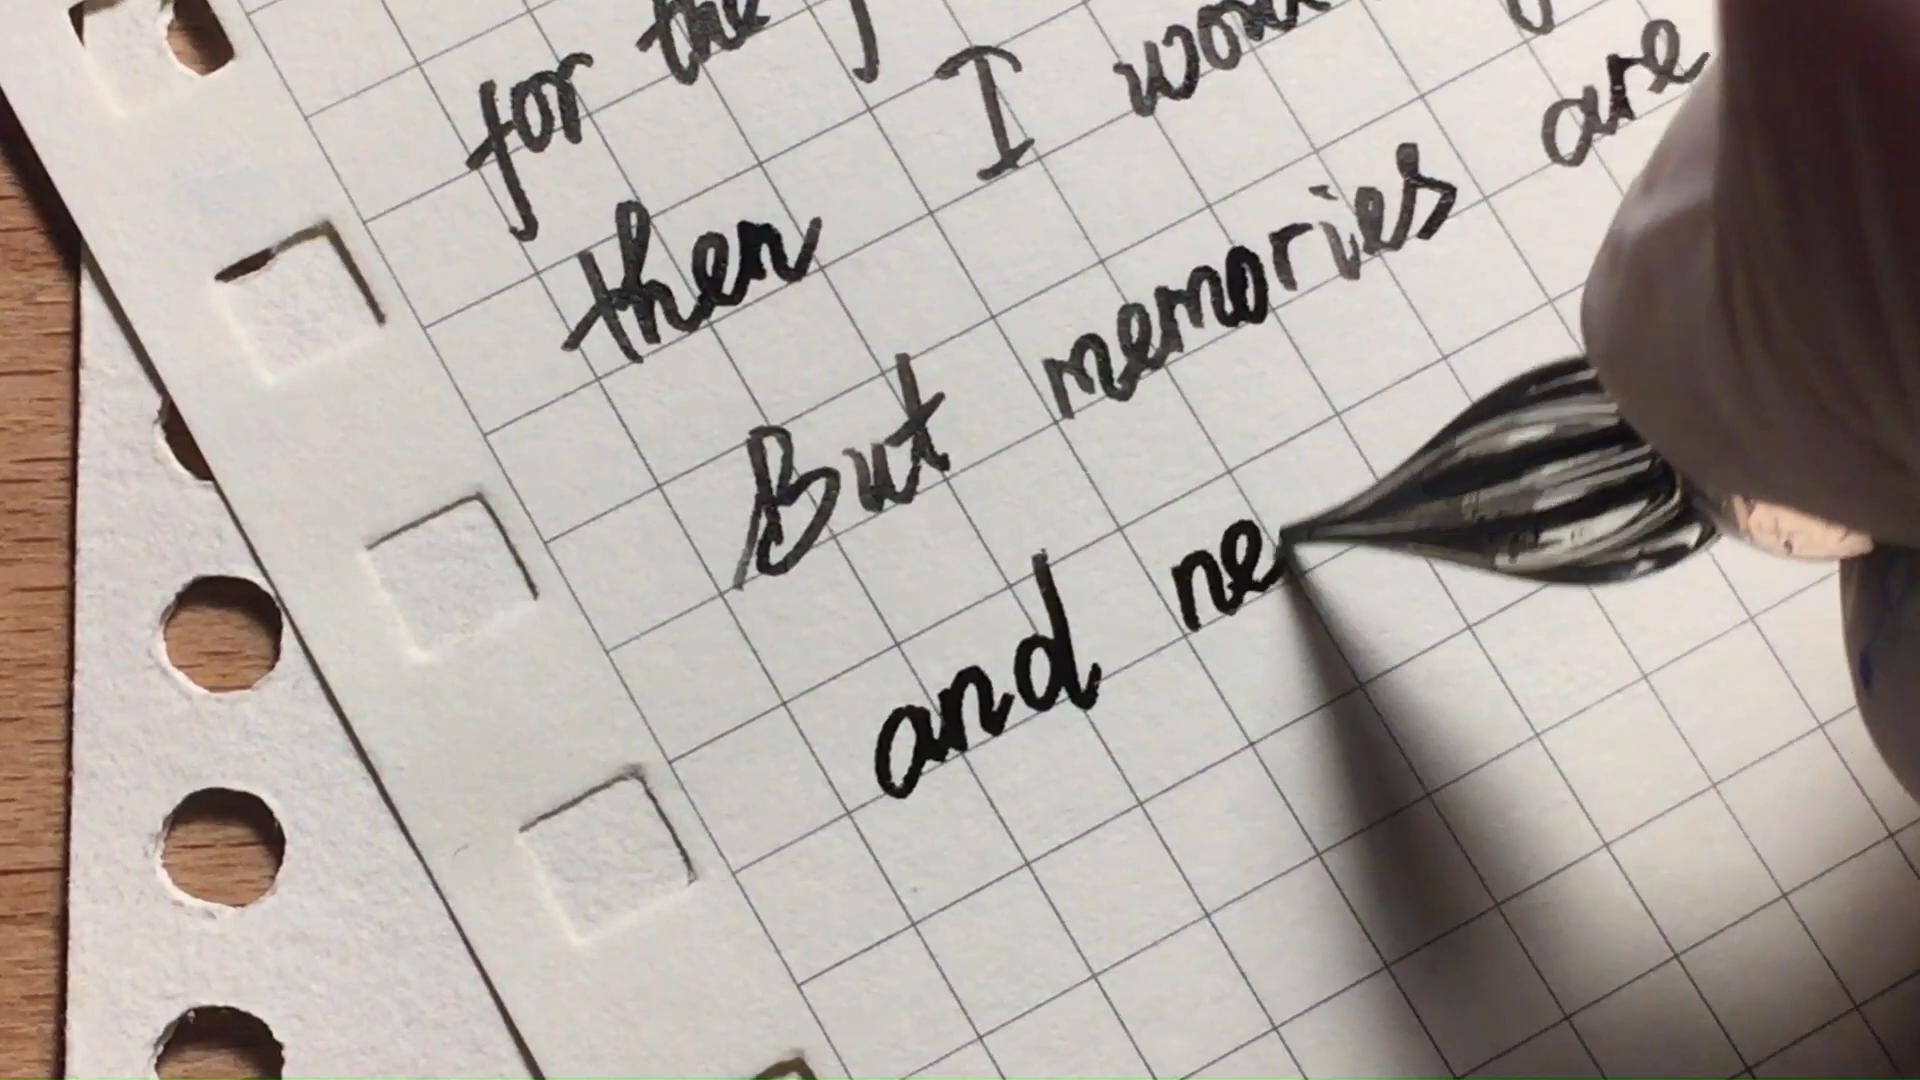 for the
then I
But memories are
and ne